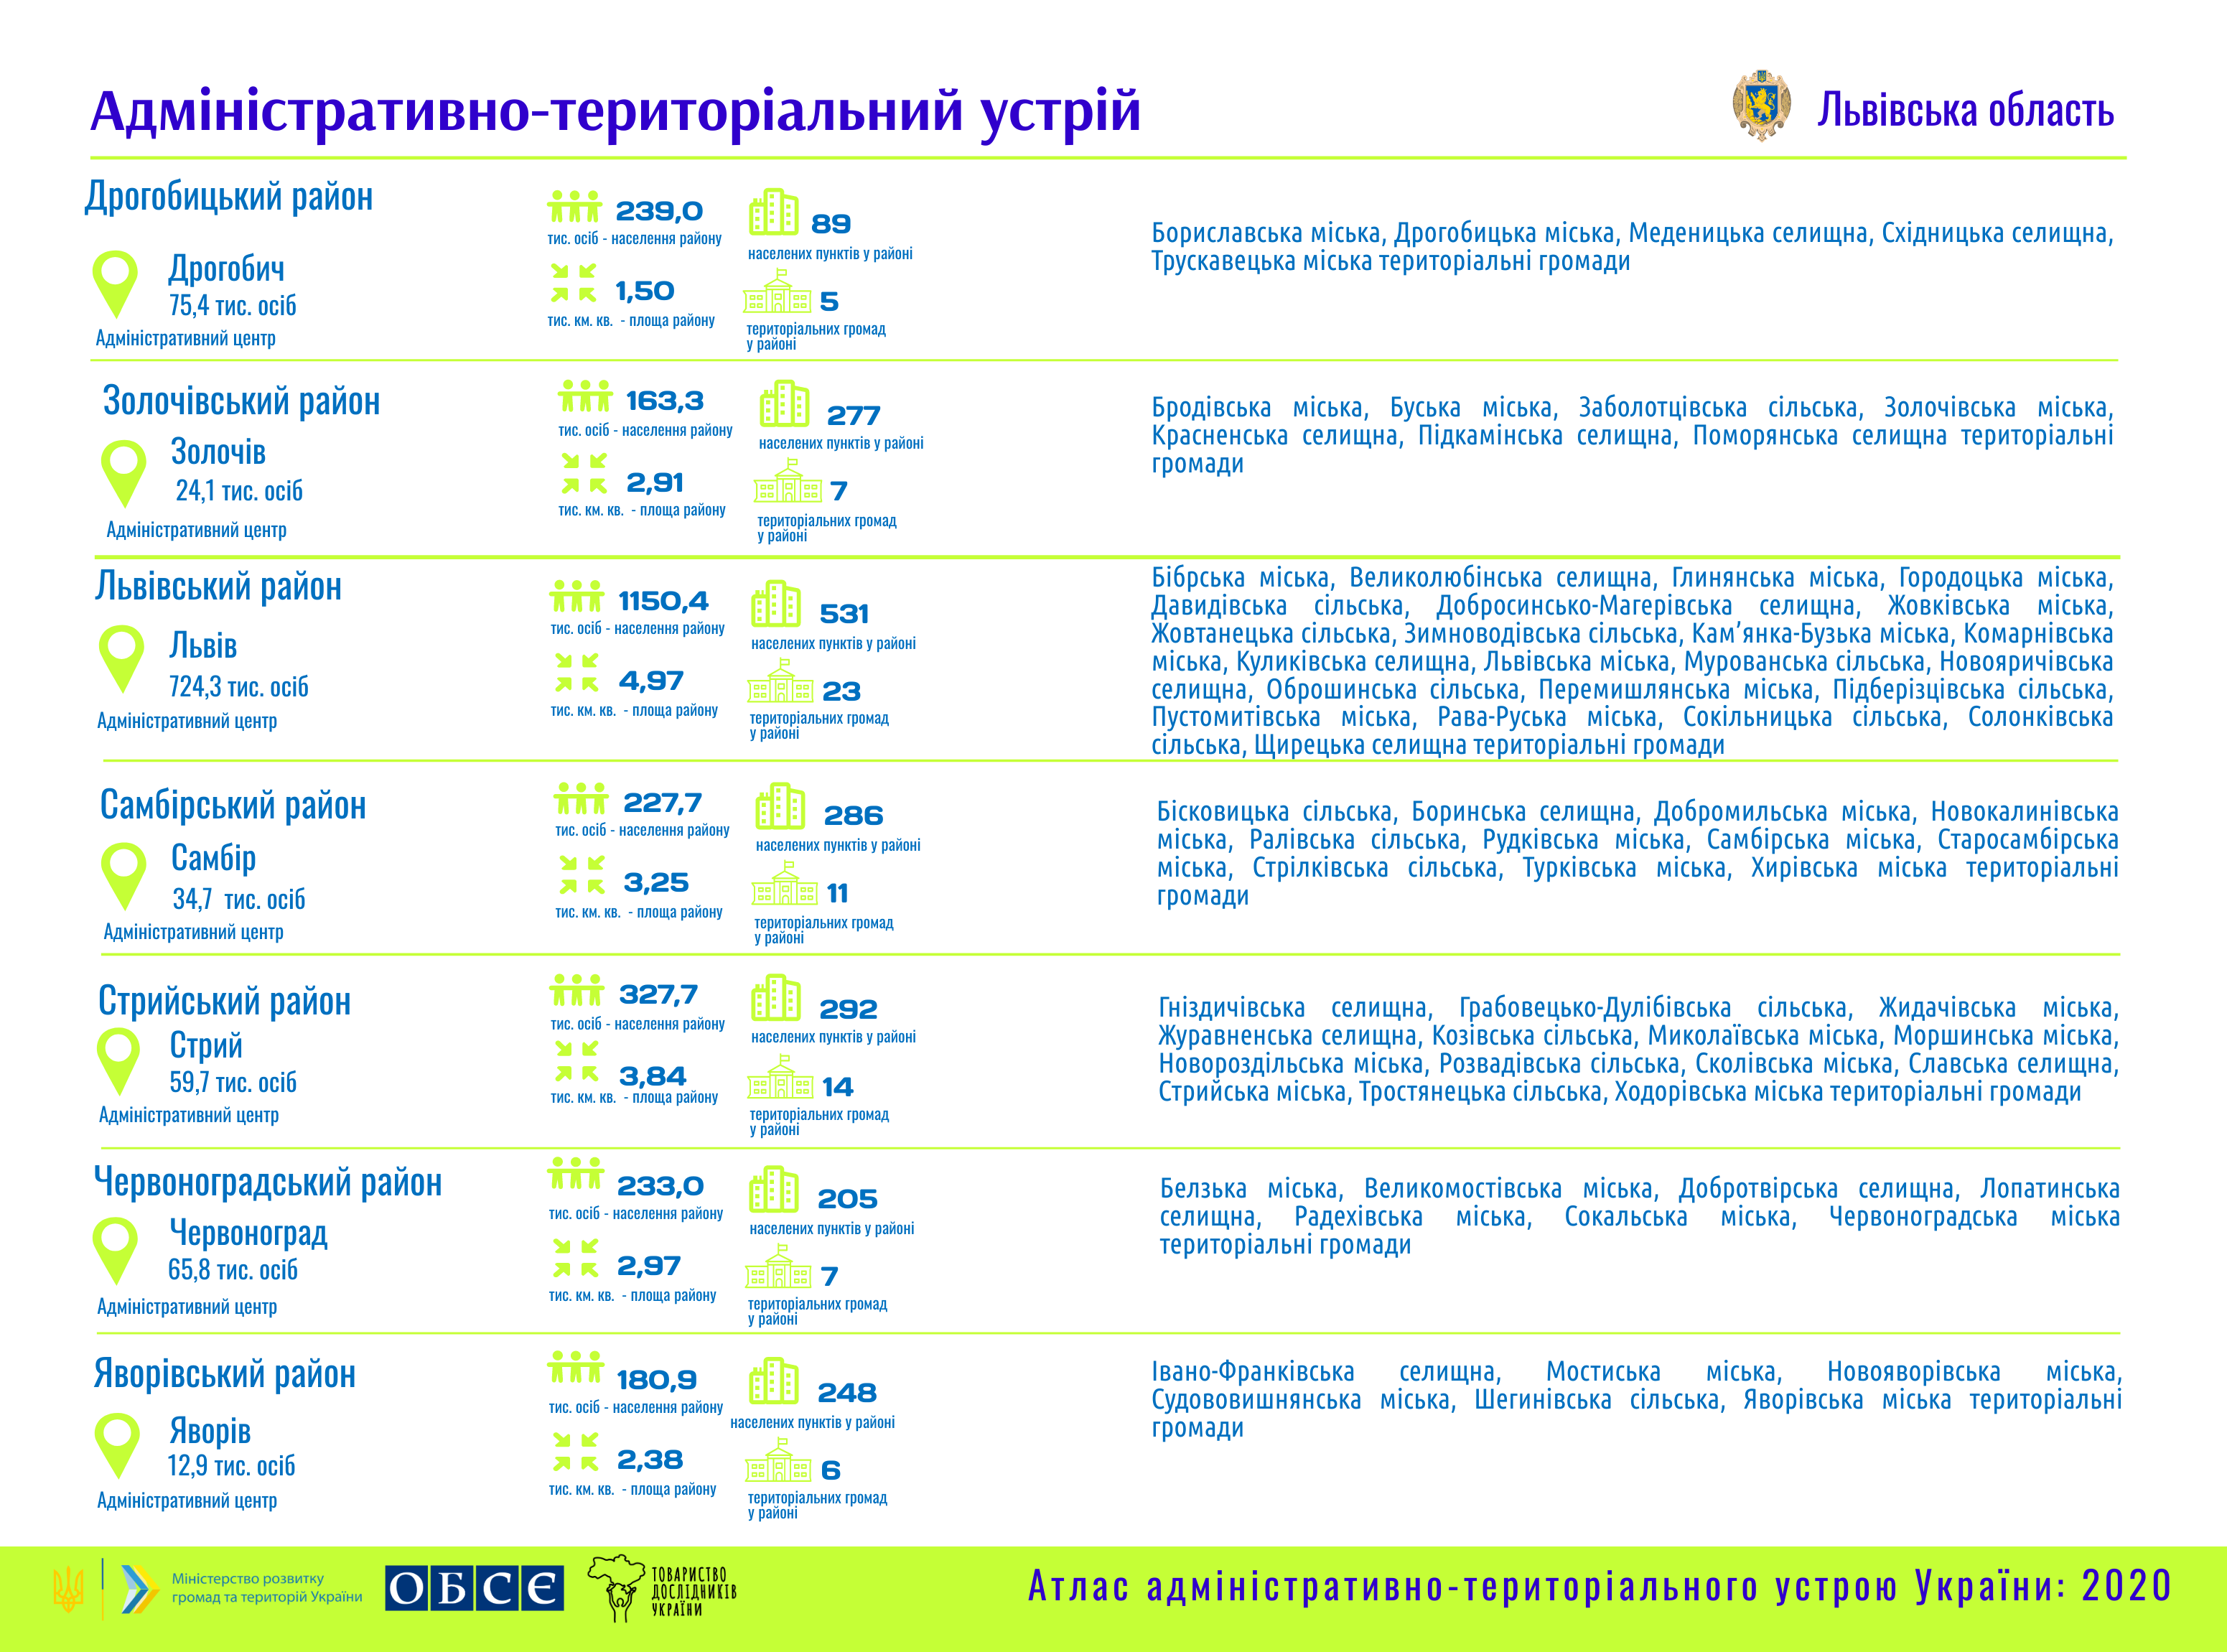 Адміністративно-територіальний устрій
Львівська область
Дрогобицький район
Дрогобич
75,4 тис. осіб
Адміністративний центр
239,0
тис. осіб - населення району
1,50
тис. км. кв. - площа району
89
населених пунктів у районі
5
територіальних громад
у районі
Бориславська міська, Дрогобицька міська, Меденицька селищна, Східницька селищна,
Трускавецька міська територіальні громади
Золочівський район
Золочів
24,1 тис. осіб
Адміністративний центр
163,3
тис. осіб - населення району
2,91
тис. км. кв. - площа району
277
населених пунктів у районі
7
територіальних громад
у районі
Бродівська міська, Буська міська, Заболотцівська сільська, Золочівська міська,
Красненська селищна, Підкамінська селищна, Поморянська селищна територіальні
громади
Львівський район
Львів
724,3 тис. осіб
Адміністративний центр
1150,4
тис. осіб - населення району
4,97
тис. км. кв. - площа району
531
населених пунктів у районі
23
територіальних громад
у районі
Бібрська міська, Великолюбінська селищна, Глинянська міська, Городоцька міська,
Давидівська сільська, Добросинсько-Магерівська селищна, Жовківська міська,
Жовтанецька сільська, Зимноводівська сільська, Кам’янка-Бузька міська, Комарнівська
міська, Куликівська селищна, Львівська міська, Мурованська сільська, Новояричівська
селищна, Оброшинська сільська, Перемишлянська міська, Підберізцівська сільська,
Пустомитівська міська, Рава-Руська міська, Сокільницька сільська, Солонківська
сільська, Щирецька селищна територіальні громади
Самбірський район
Самбір
34,7 тис. осіб
Адміністративний центр
227,7
тис. осіб - населення району
3,25
тис. км. кв. - площа району
286
населених пунктів у районі
11
територіальних громад
у районі
Бісковицька сільська, Боринська селищна, Добромильська міська, Новокалинівська
міська, Ралівська сільська, Рудківська міська, Самбірська міська, Старосамбірська
міська, Стрілківська сільська, Турківська міська, Хирівська міська територіальні
громади
Стрийський район
Стрий
59,7 тис. осіб
Адміністративний центр
327,7
тис. осіб - населення району
3,84
тис. км. кв. - площа району
292
населених пунктів у районі
14
територіальних громад
у районі
Гніздичівська селищна, Грабовецько-Дулібівська сільська, Жидачівська міська,
Журавненська селищна, Козівська сільська, Миколаївська міська, Моршинська міська,
Новороздільська міська, Розвадівська сільська, Сколівська міська, Славська селищна,
Стрийська міська, Тростянецька сільська, Ходорівська міська територіальні громади
Червоноградський район
Червоноград
65,8 тис. осіб
Адміністративний центр
233,0
тис. осіб - населення району
2,97
тис. км. кв. - площа району
205
населених пунктів у районі
7
територіальних громад
у районі
Белзька міська, Великомостівська міська, Добротвірська селищна, Лопатинська
селищна, Радехівська міська, Сокальська міська, Червоноградська міська
територіальні громади
Яворівський район
Яворів
12,9 тис. осіб
Адміністративний центр
180,9
тис. осіб - населення району
2,38
тис. км. кв. - площа району
248
населених пунктів у районі
6
територіальних громад
у районі
Івано-Франківська селищна, Мостиська міська, Новояворівська міська,
Судововишнянська міська, Шегинівська сільська, Яворівська міська територіальні
громади
Міністерство розвитку
громад та територій України
ОБСЄ
ТОВАРИСТВО
ДОСЛІДНИКІВ
УКРАЇНИ
Атлас адміністративно-територіального устрою України: 2020